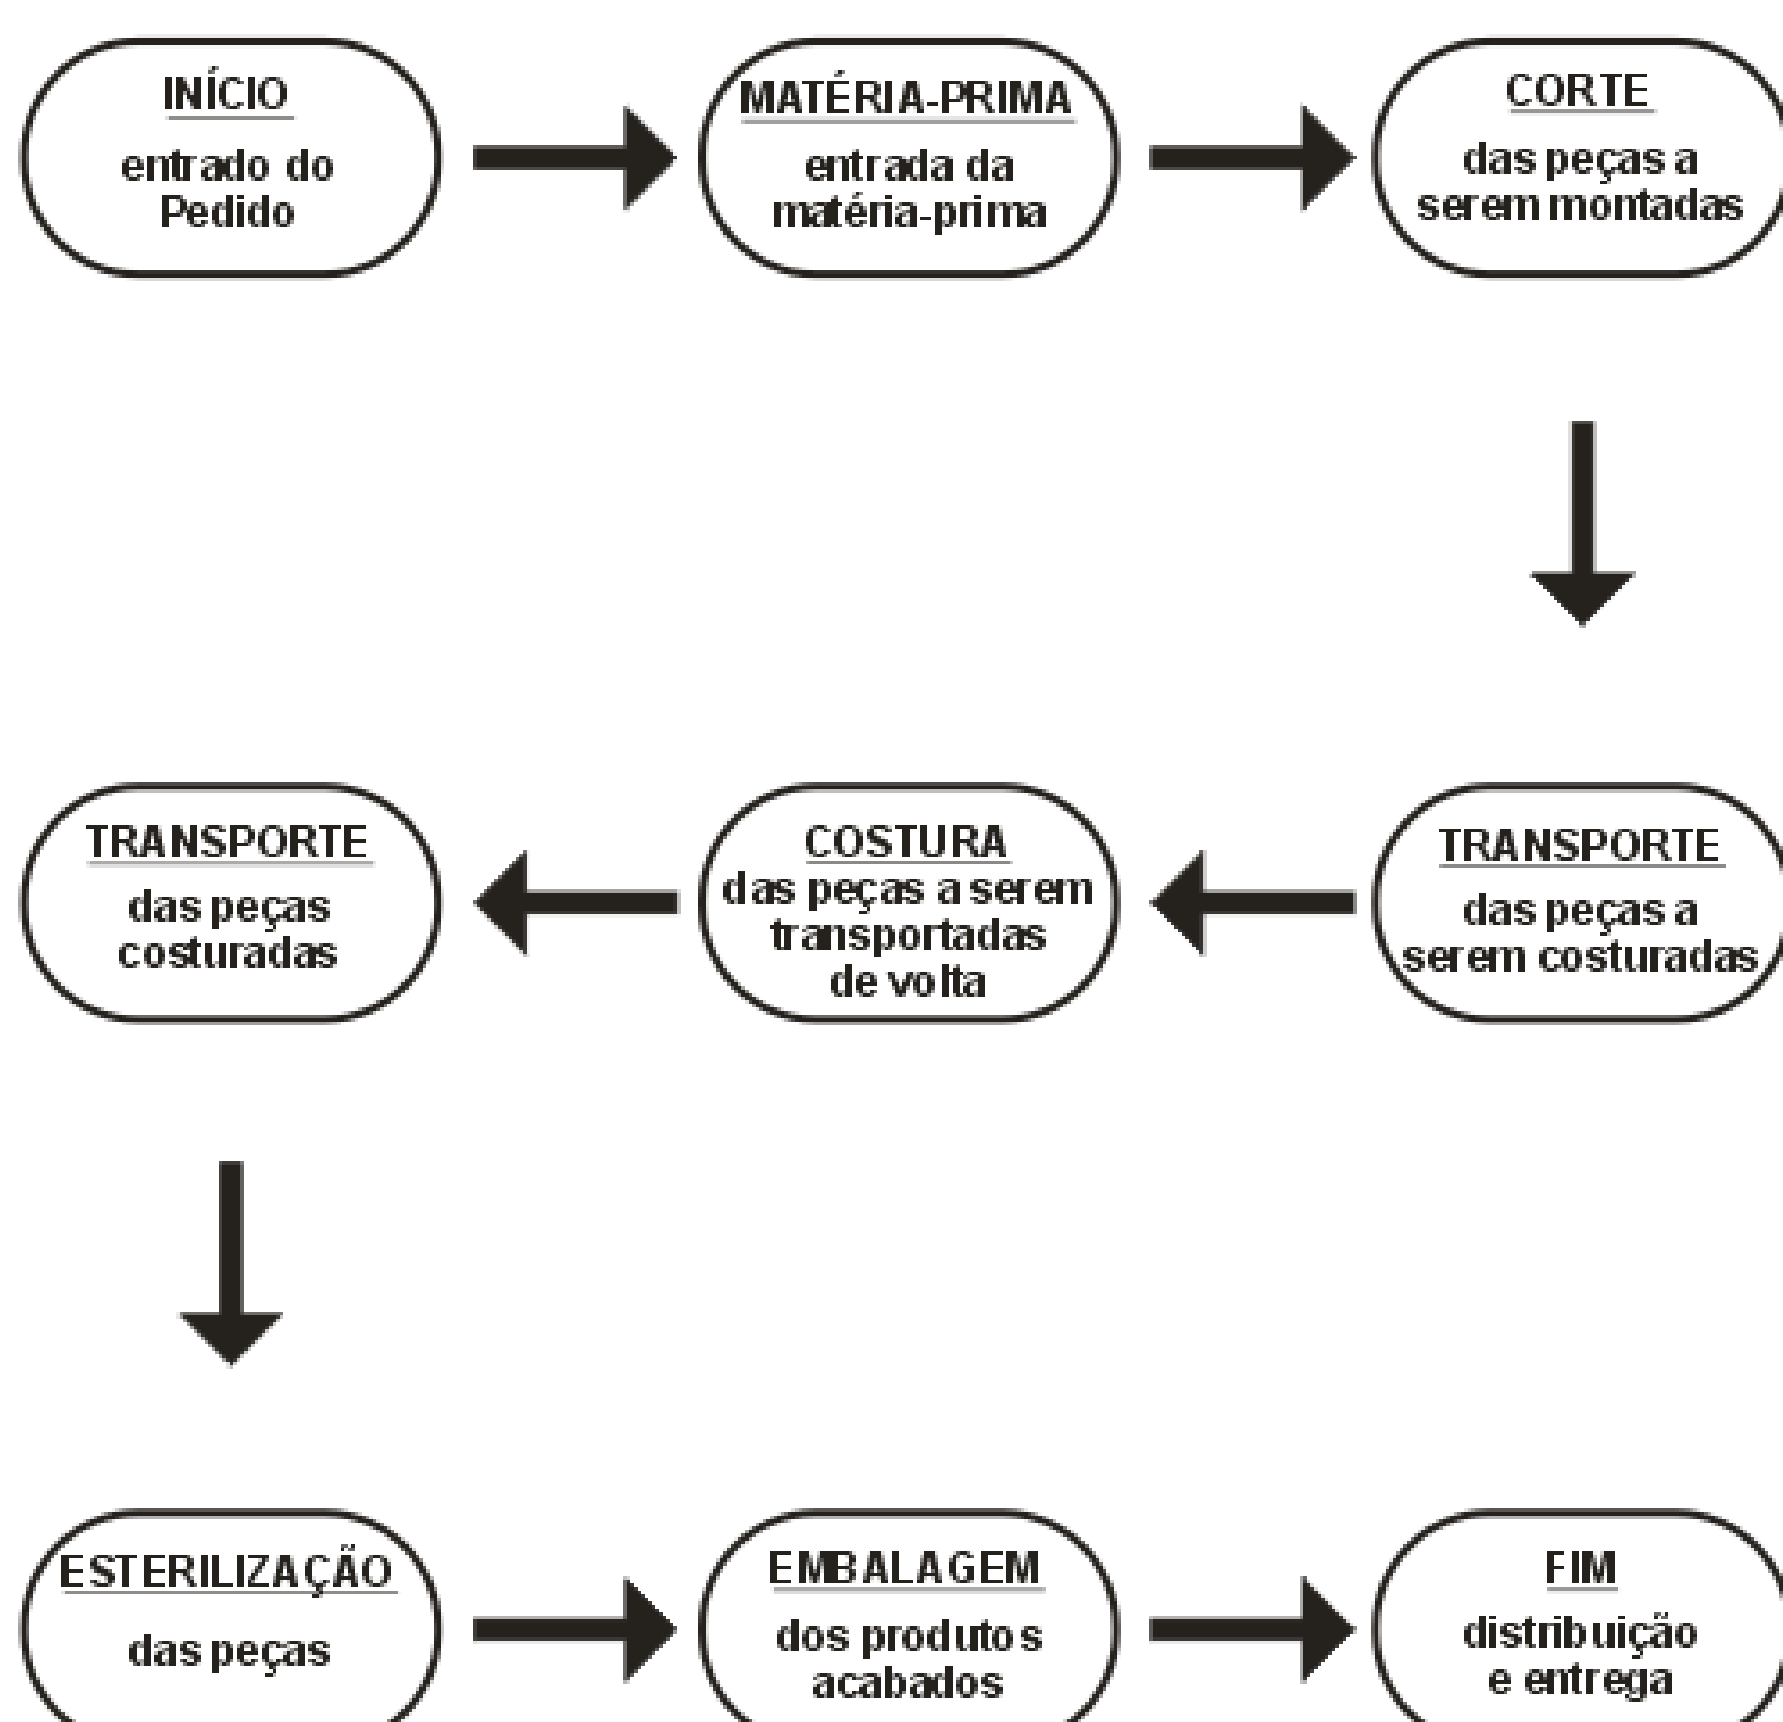 INÍCIO
entrado do
Pedido
MATÉRIA-PRIMA
entrada da
matéria-prima
CORTE
das peças a
serem montadas
TRANSPORTE
das peças a
serem costuradas
COSTURA
das peças a serem
transportadas
de volta
TRANSPORTE
das peças
costuradas
ESTERILIZAÇÃO
das peças
EMBALAGEM
dos produtos
acabados
FIM
distribuição
e entrega